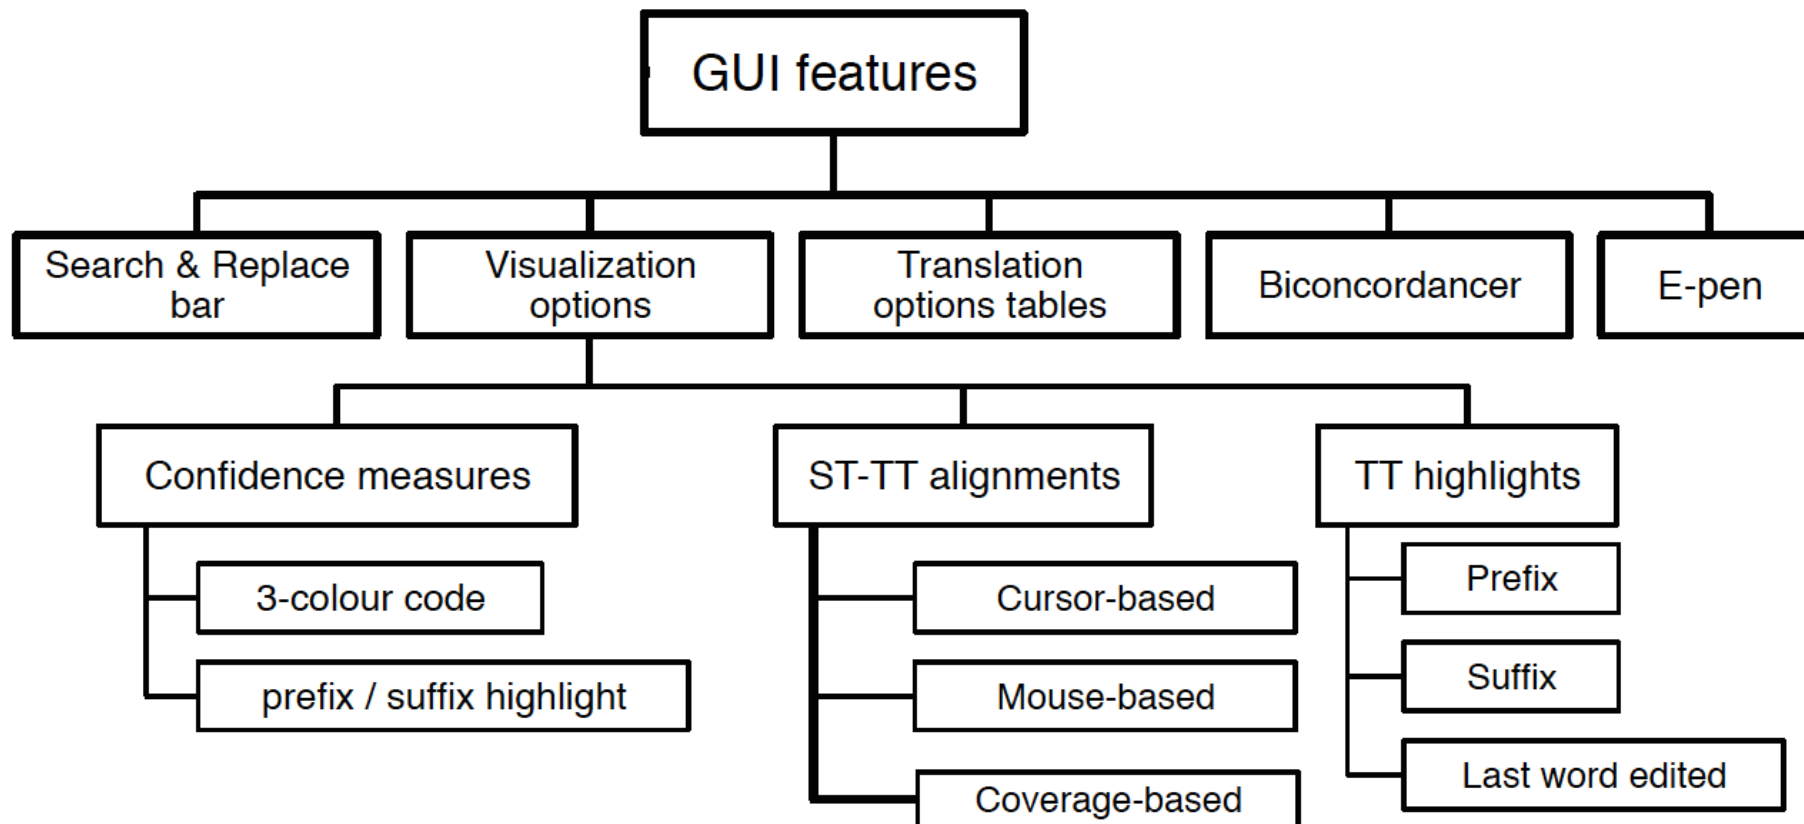 GUI features
Search & Replace
bar
Visualization
options
Translation
options tables
Biconcordancer
E-pen
Confidence measures
3-colour code
prefix / suffix highlight
ST-TT alignments
Cursor-based
Mouse-based
Coverage-based
TT highlights
Prefix
Suffix
Last word edited